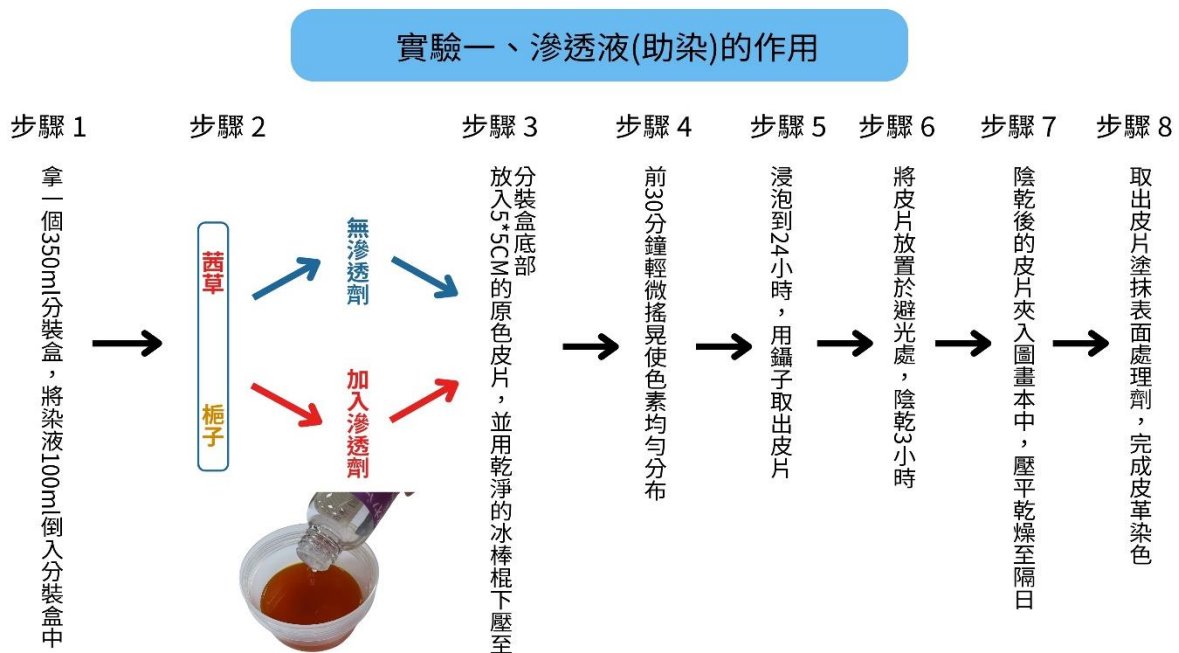 實驗一、滲透液(助染)的作用
步驟 1
拿一個350ml分裝盒，將染液100ml倒入分裝盒中
步驟 2
茜草
梔子
無滲透劑
加入滲透劑
步驟 3
放入5*5CM的原色皮片，並用乾淨的冰棒棍下壓至
分裝盒底部
步驟 4
前30分鐘輕微搖晃使色素均勻分布
步驟 5
浸泡到24小時，用鑷子取出皮片
步驟 6
將皮片放置於避光處，陰乾3小時
步驟 7
陰乾後的皮片夾入圖畫本中，壓平乾燥至隔日
步驟 8
取出皮片塗抹表面處理劑，完成皮革染色